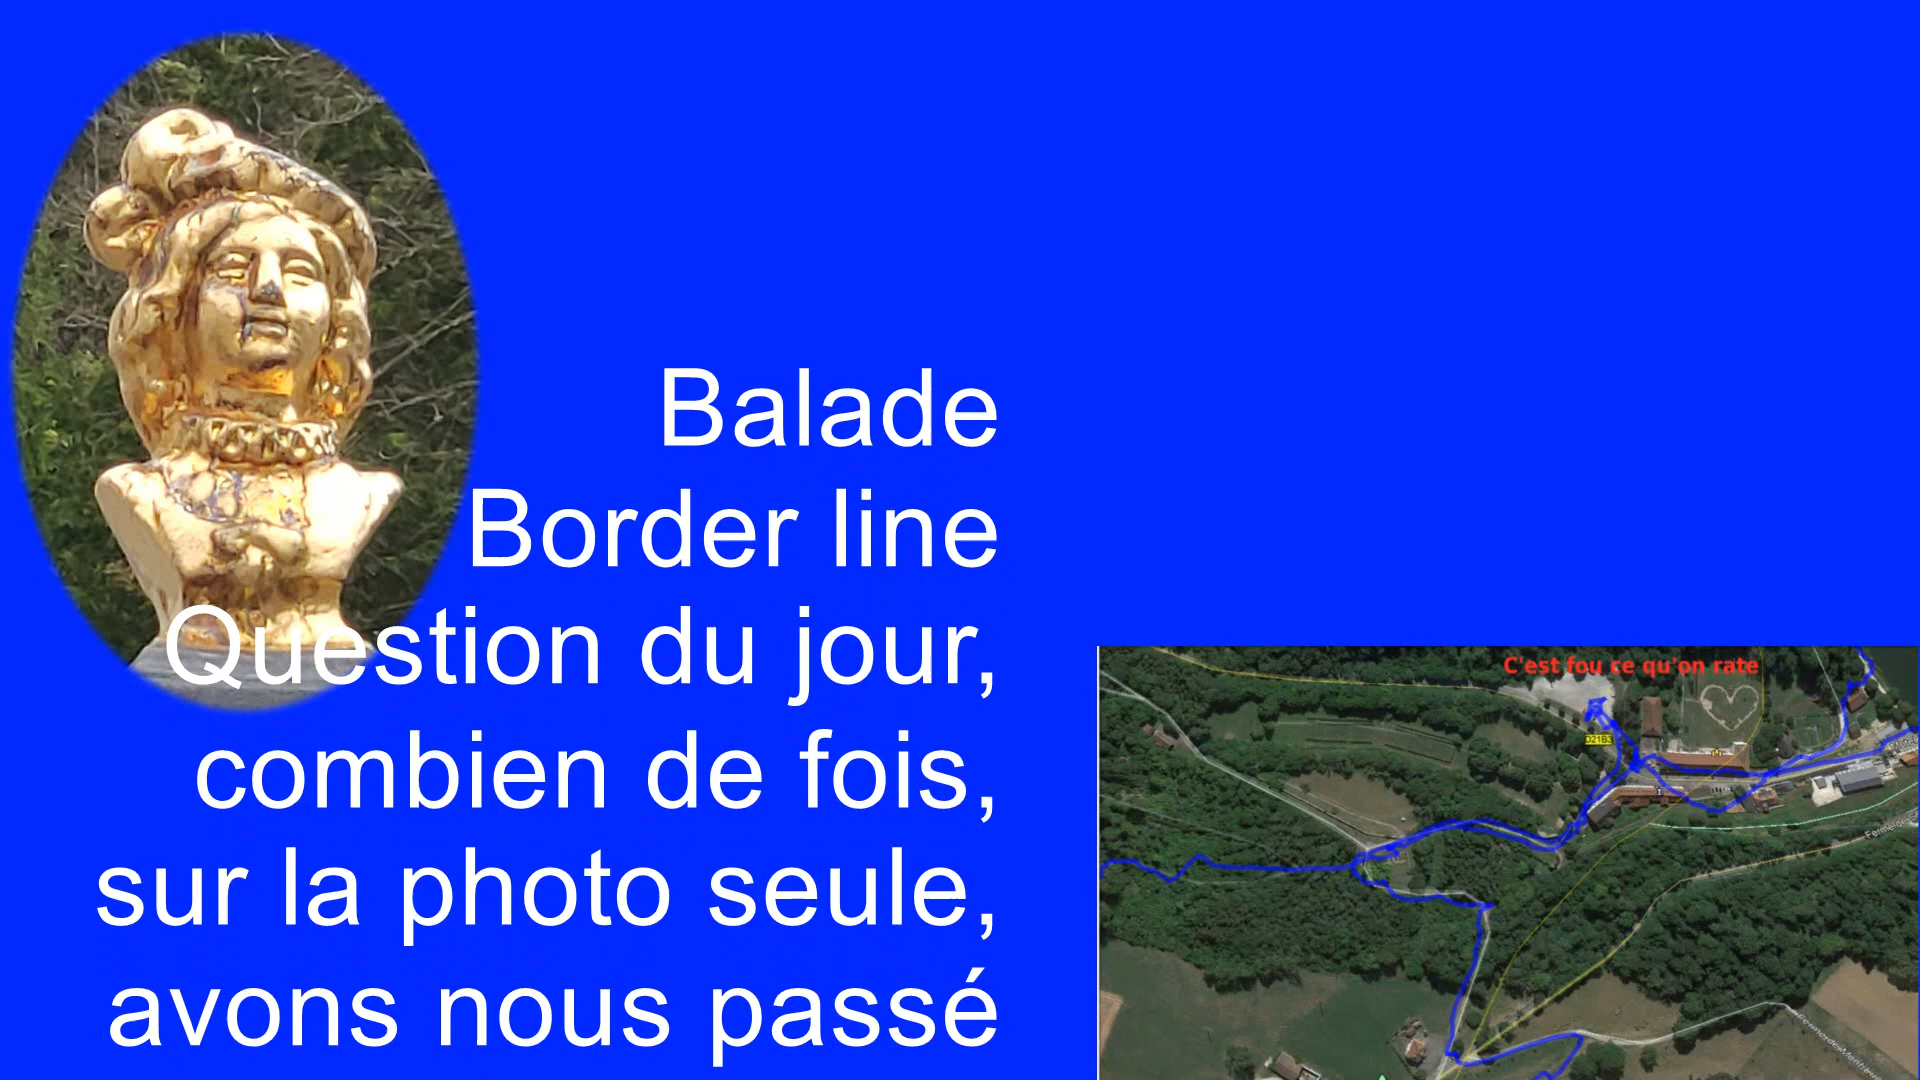 Balade
Border line
Question du jour,
combien de fois,
sur la photo seule,
avons nous passé
C'est fou ce qu'on rate
D21B3